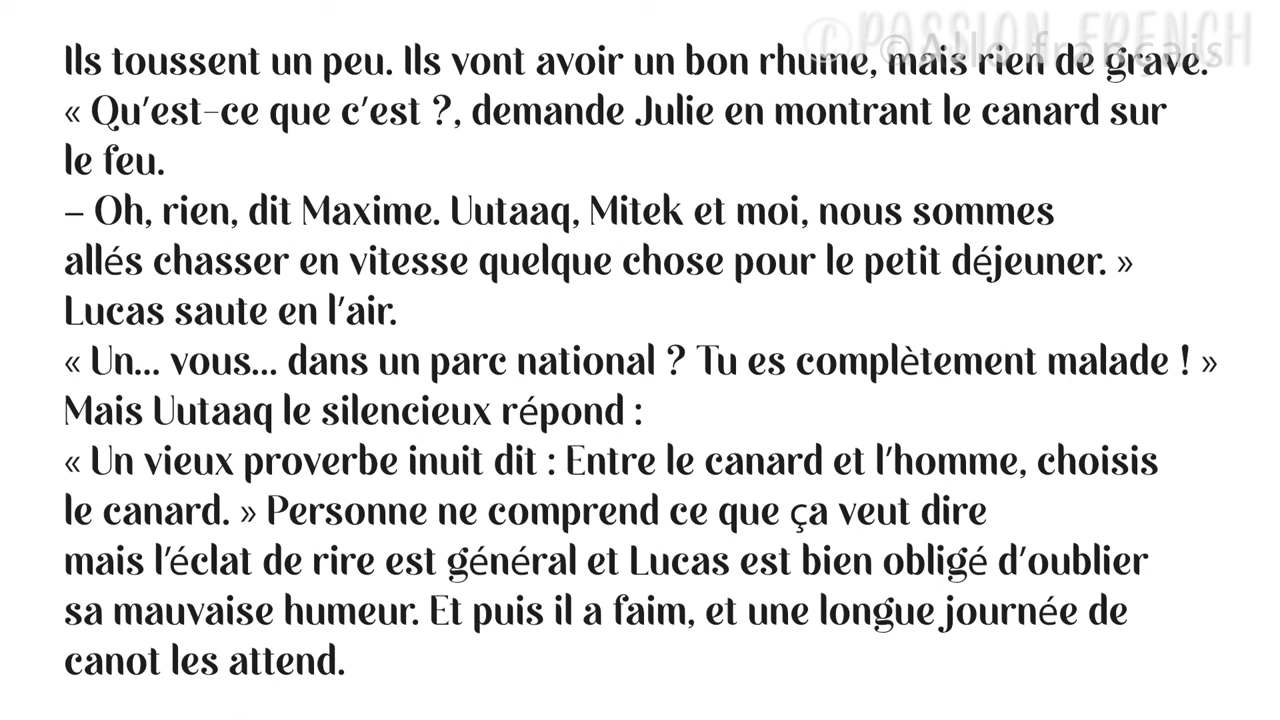 © PASSION FRENCH
©Allô français
Ils toussent un peu. Ils vont avoir un bon rhume, mais rien de grave.
« Qu'est-ce que c'est ?, demande Julie en montrant le canard sur
le feu.
– Oh, rien, dit Maxime. Uutaaq, Mitek et moi, nous sommes
allés chasser en vitesse quelque chose pour le petit déjeuner. »
Lucas saute en l'air.
« Un... vous... dans un parc national ? Tu es complètement malade ! »
Mais Uutaaq le silencieux répond :
« Un vieux proverbe inuit dit : Entre le canard et l'homme, choisis
le canard. » Personne ne comprend ce que ça veut dire
mais l'éclat de rire est général et Lucas est bien obligé d'oublier
sa mauvaise humeur. Et puis il a faim, et une longue journée de
canot les attend.